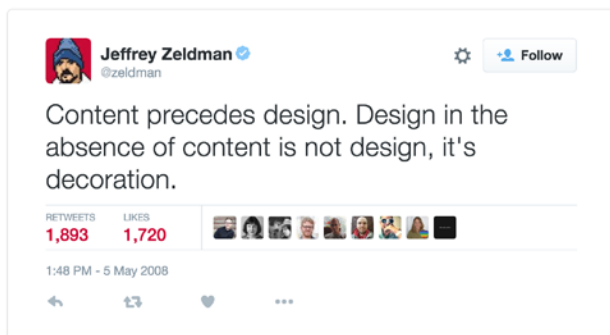 Jeffrey Zeldman
@zeldman
Follow
Content precedes design. Design in the
absence of content is not design, it's
decoration.
RETWEETS LIKES
1,893 1,720
1:48 PM - 5 May 2008